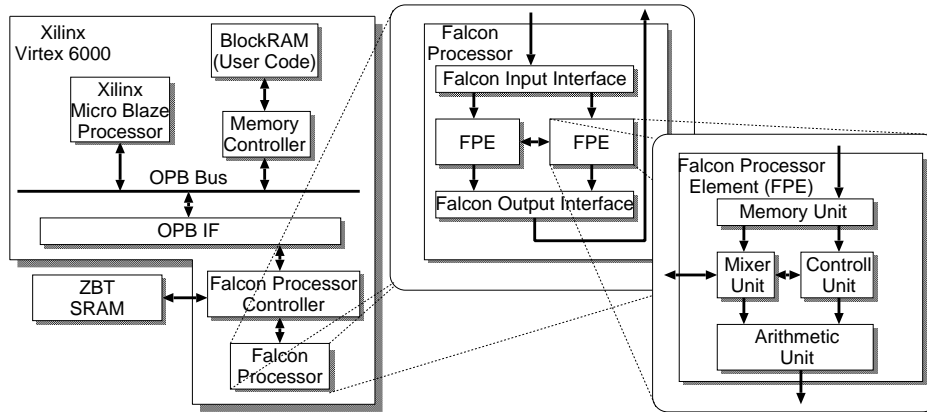 Xilinx
Virtex 6000
BlockRAM
(User Code)
Xilinx
Micro Blaze
Processor
Memory
Controller
OPB Bus
OPB IF
ZBT
SRAM
Falcon Processor
Controller
Falcon
Processor
Falcon
Processor
Falcon Input Interface
FPE
FPE
Falcon Output Interface
Falcon Processor
Element (FPE)
Memory Unit
Mixer
Unit
Controll
Unit
Arithmetic
Unit